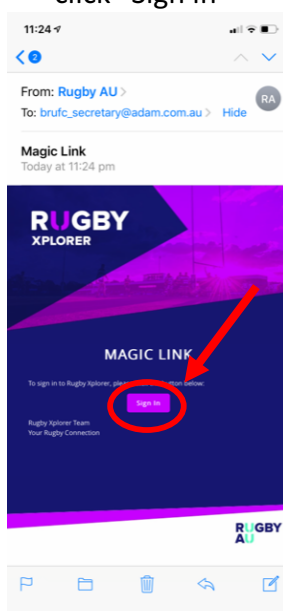 click "Sign In"
11:24
2
From: Rugby AU
RA
To: brufc_secretary@adam.com.au Hide
Magic Link
Today at 11:24 pm
RUGBY
XPLORER
MAGIC LINK
To sign in to Rugby Xplorer, please button below:
Sign In
Rugby Xplorer Team
Your Rugby Connection
RUGBY
AU